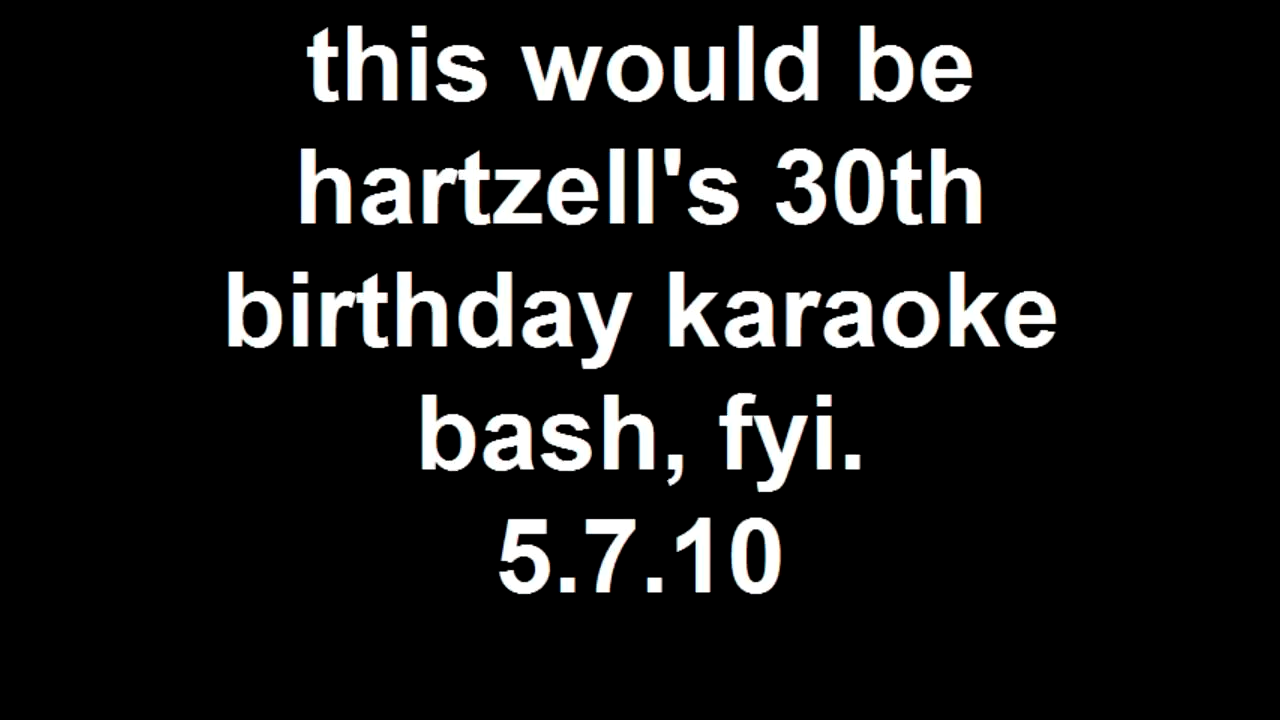 this would be
hartzell's 30th
birthday karaoke
bash, fyi.
5.7.10